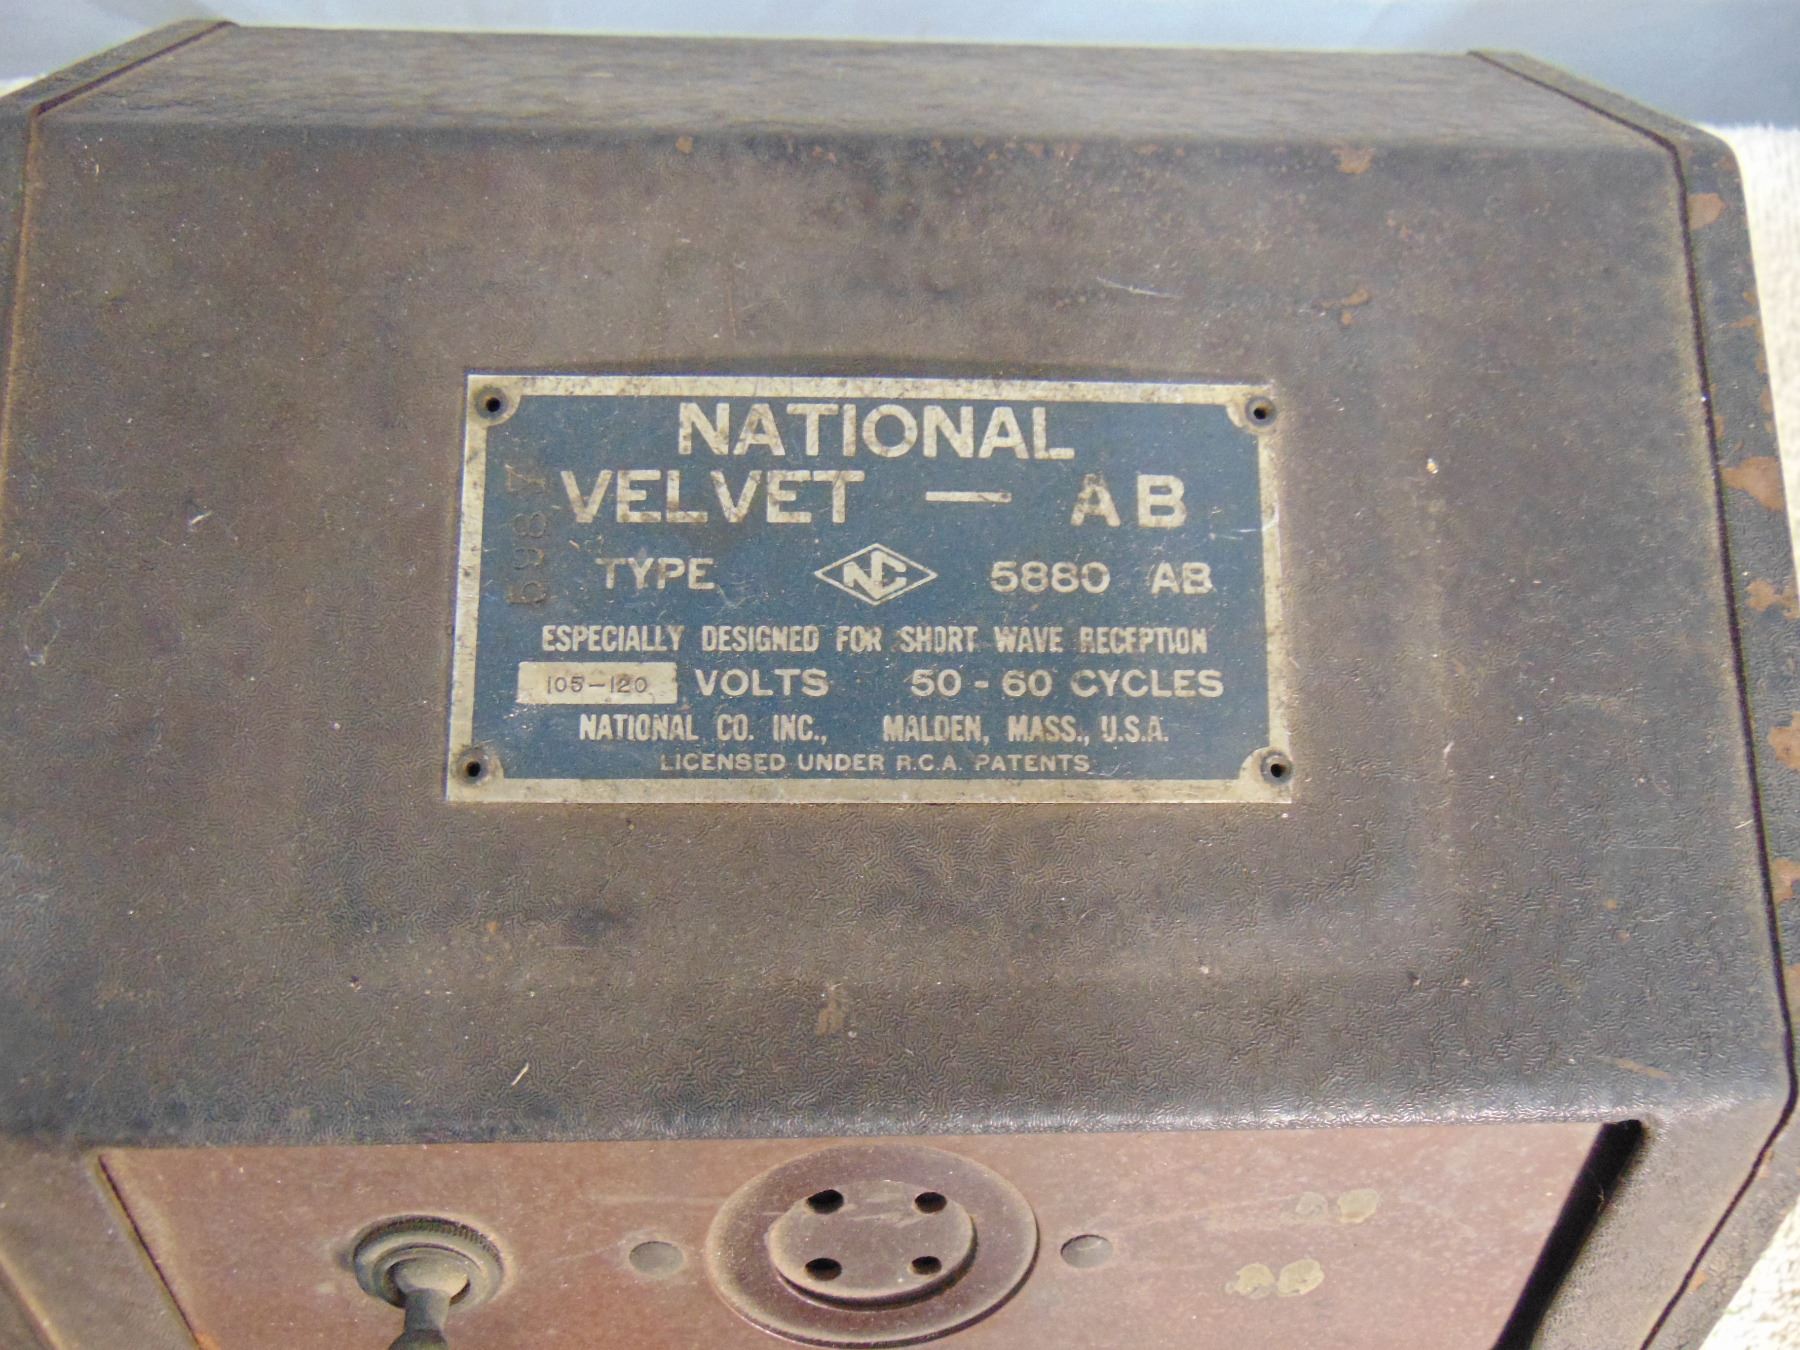 NATIONAL
VELVET — AB
TYPE NC 5880 AB
ESPECIALLY DESIGNED FOR SHORT WAVE RECEPTION
105-120 VOLTS 50 - 60 CYCLES
NATIONAL CO. INC., MALDEN, MASS., U.S.A.
LICENSED UNDER R.C.A. PATENTS